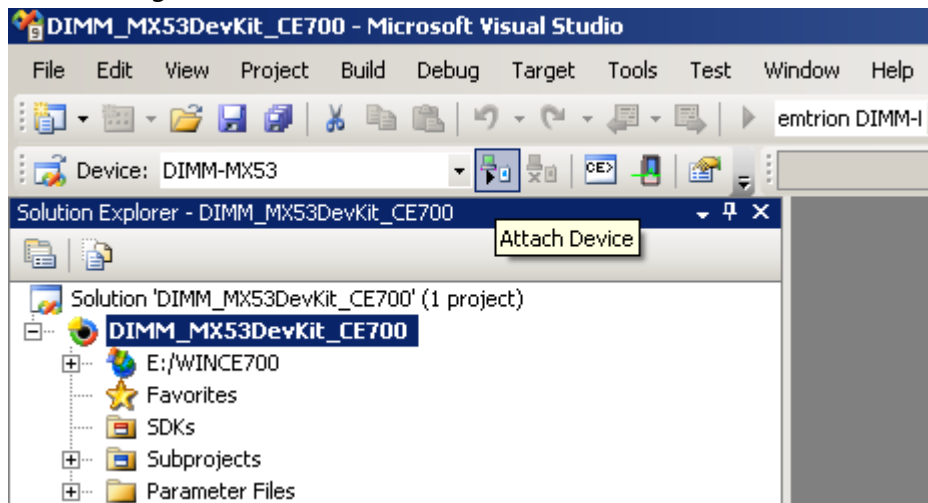 DIMM_MX53DevKit_CE700 - Microsoft Visual Studio
File Edit View Project Build Debug Target Tools Test Window Help
emtrion DIMM-
Device: DIMM-MX53
CE>
Solution Explorer - DIMM_MX53DevKit_CE700
Attach Device
Solution 'DIMM_MX53DevKit_CE700' (1 project)
DIMM_MX53DevKit_CE700
E:/WINCE700
Favorites
SDKs
Subprojects
Parameter Files